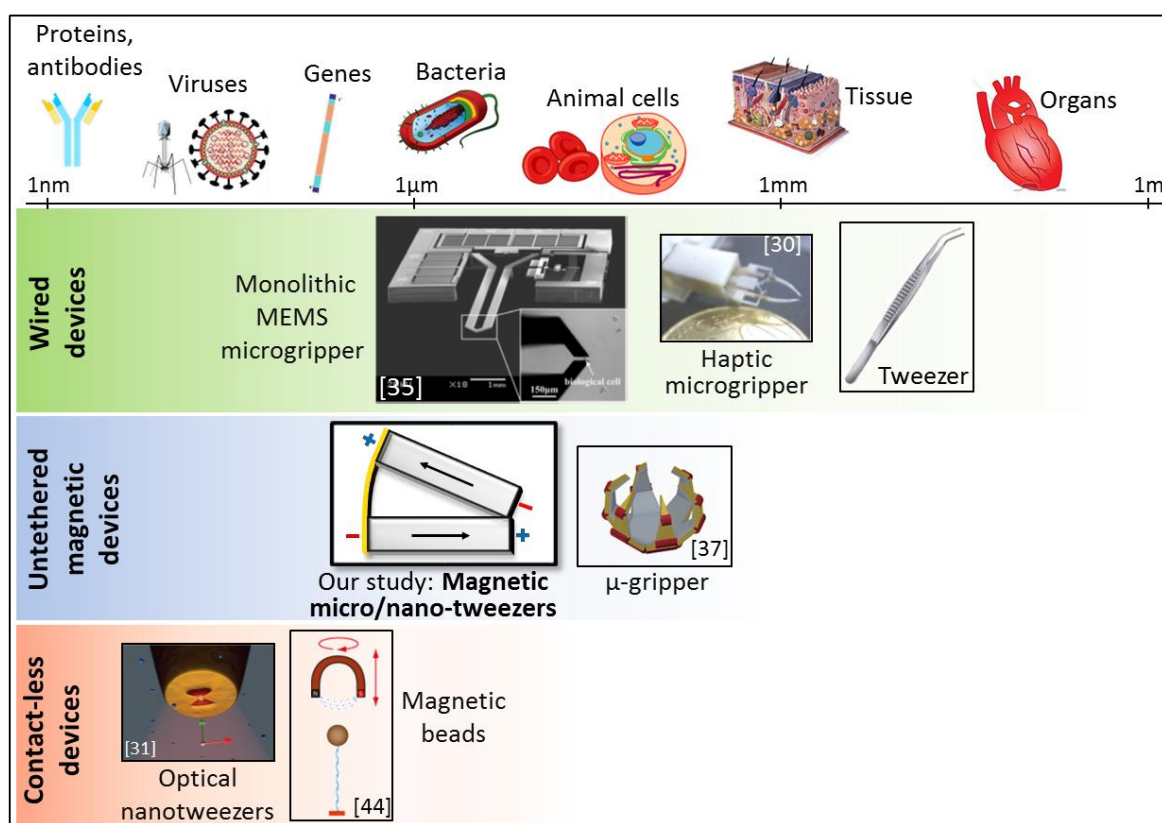 Proteins,
antibodies
Viruses
Genes
Bacteria
Animal cells
Tissue
Organs
1nm
1μm
1mm
1m
Wired
devices
Monolithic
MEMS
microgripper
[35]
X10 1mm
150μm
biological cell
[30]
Haptic
microgripper
Tweezer
Untethered
magnetic
devices
+
-
-
+
Our study: Magnetic
micro/nano-tweezers
[37]
μ-gripper
Contact-less
devices
[31]
Optical
nanotweezers
Magnetic
beads
[44]